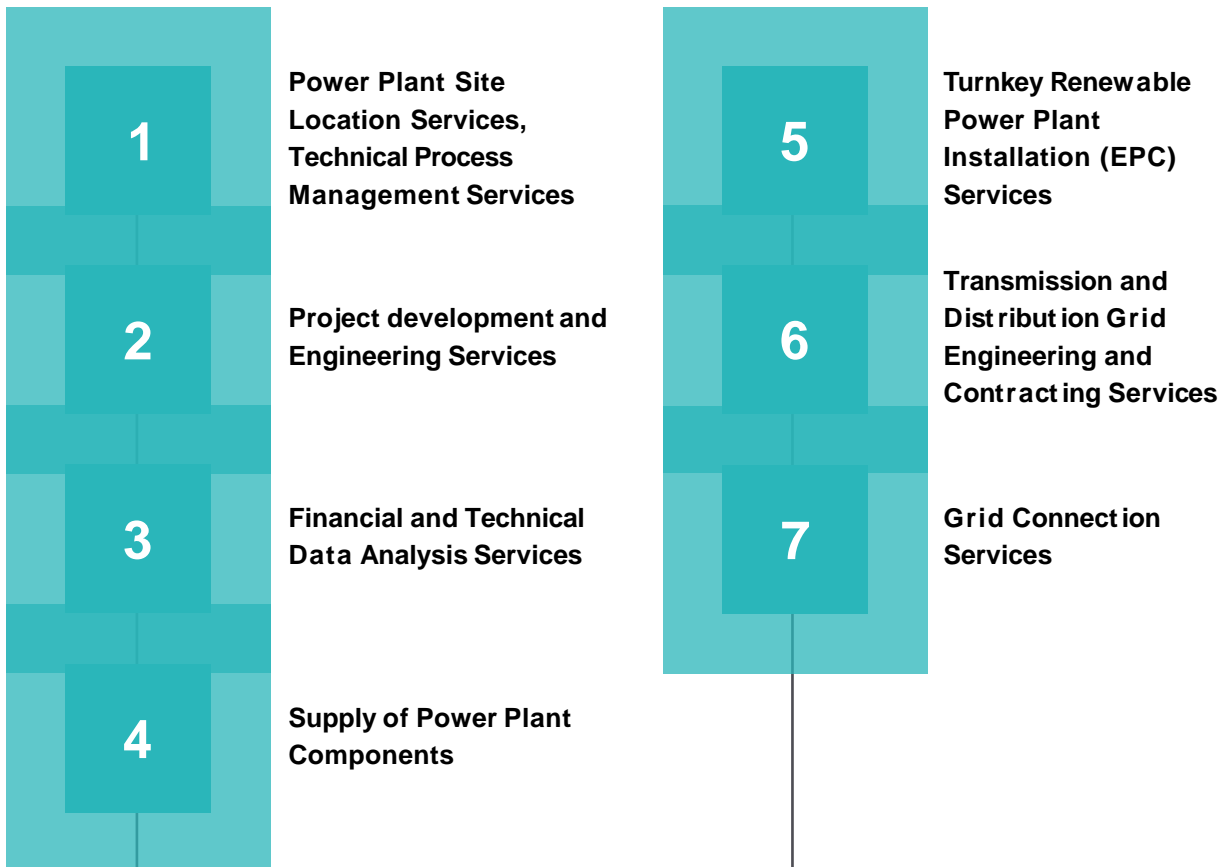 1
Power Plant Site
Location Services,
Technical Process
Management Services
2
Project development and
Engineering Services
3
Financial and Technical
Data Analysis Services
4
Supply of Power Plant
Components
5
Turnkey Renewable
Power Plant
Installation (EPC)
Services
6
Transmission and
Distribution Grid
Engineering and
Contracting Services
7
Grid Connection
Services